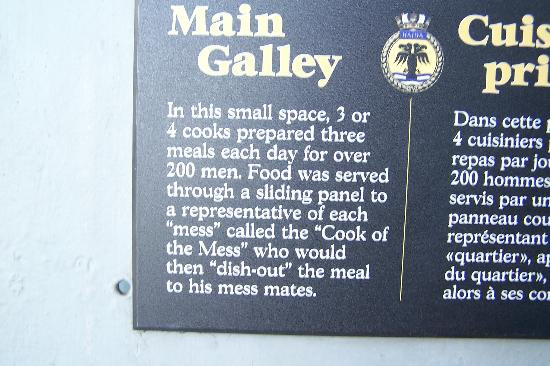 Main
Galley
In this small space, 3 or
4 cooks prepared three
meals each day for over
200 men. Food was served
through a sliding panel to
a representative of each
“mess” called the “Cook of
the Mess” who would
then “dish-out” the meal
to his mess mates.
HAIDA
Cuis
pri
Dans cette
4 cuisiniers
repas par jou
200 hommes
servis par un
panneau cou
représentant
«quartier», ap
du quartier»,
alors à ses co